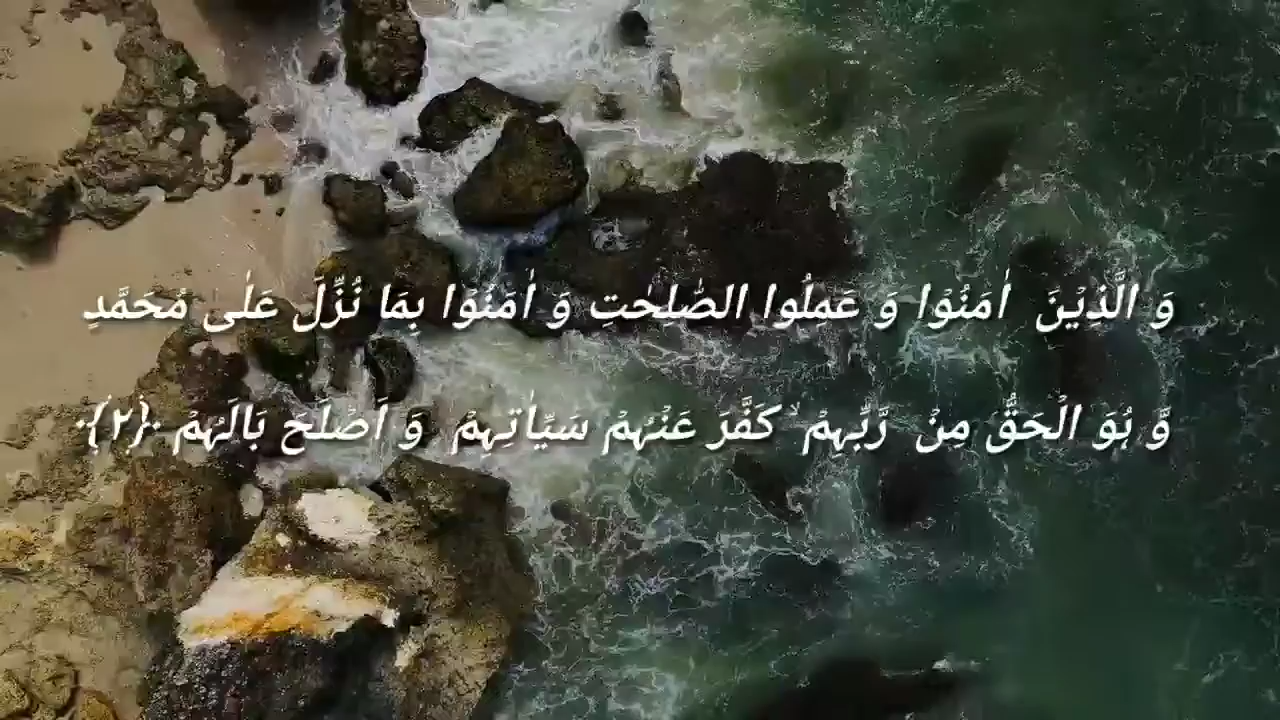 وَ الَّذِیْنَ اٰمَنُوْا وَ عَمِلُوا الصّٰلِحٰتِ وَ اٰمَنُوْا بِمَا نُزِّلَ عَلٰى مُحَمَّدٍ
وَّ ہُوَ الْحَقُّ مِنْ رَّبِّہِمْ ۙ کَفَّرَ عَنْہُمْ سَیِّاٰتِہِمْ وَ اَصْلَحَ بَالَہُمْ ﴿۲﴾